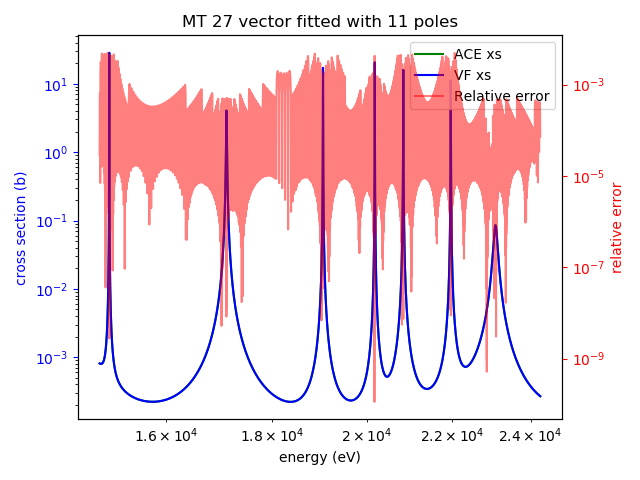 MT 27 vector fitted with 11 poles
ACE xs
VF xs
Relative error
cross section (b)
10¹
10⁰
10⁻¹
10⁻²
10⁻³
10⁻³
10⁻⁵
10⁻⁷
10⁻⁹
relative error
1.6 × 10⁴ 1.8 × 10⁴ 2 × 10⁴ 2.2 × 10⁴ 2.4 × 10⁴
energy (eV)